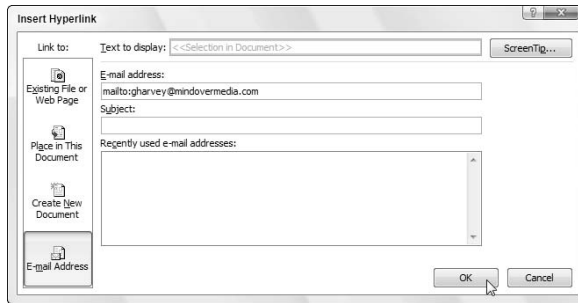 Insert Hyperlink
Link to:
Text to display: <<Selection in Document>>
ScreenTip...
Existing File or
Web Page
Place in This
Document
Create New
Document
E-mail Address
E-mail address:
mailto:gharvey@mindovermedia.com
Subject:
Recently used e-mail addresses:
OK
Cancel